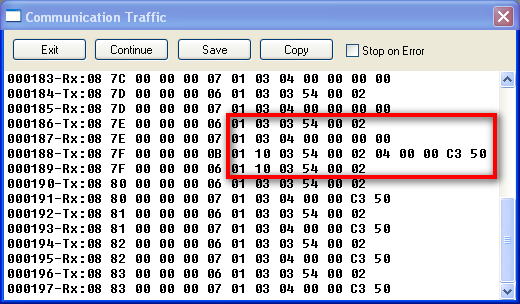 Communication Traffic
Exit Continue Save Copy Stop on Error
000183-Rx:08 7C 00 00 00 07 01 03 04 00 00 00 00
000184-Tx:08 7D 00 00 00 06 01 03 03 54 00 02
000185-Rx:08 7D 00 00 00 07 01 03 04 00 00 00 00
000186-Tx:08 7E 00 00 00 06 01 03 03 54 00 02
000187-Rx:08 7E 00 00 00 07 01 03 04 00 00 00 00
000188-Tx:08 7F 00 00 00 0B 01 10 03 54 00 02 04 00 00 C3 50
000189-Rx:08 7F 00 00 00 06 01 10 03 54 00 02
000190-Tx:08 80 00 00 00 06 01 03 03 54 00 02
000191-Rx:08 80 00 00 00 07 01 03 04 00 00 C3 50
000192-Tx:08 81 00 00 00 06 01 03 03 54 00 02
000193-Rx:08 81 00 00 00 07 01 03 04 00 00 C3 50
000194-Tx:08 82 00 00 00 06 01 03 03 54 00 02
000195-Rx:08 82 00 00 00 07 01 03 04 00 00 C3 50
000196-Tx:08 83 00 00 00 06 01 03 03 54 00 02
000197-Rx:08 83 00 00 00 07 01 03 04 00 00 C3 50